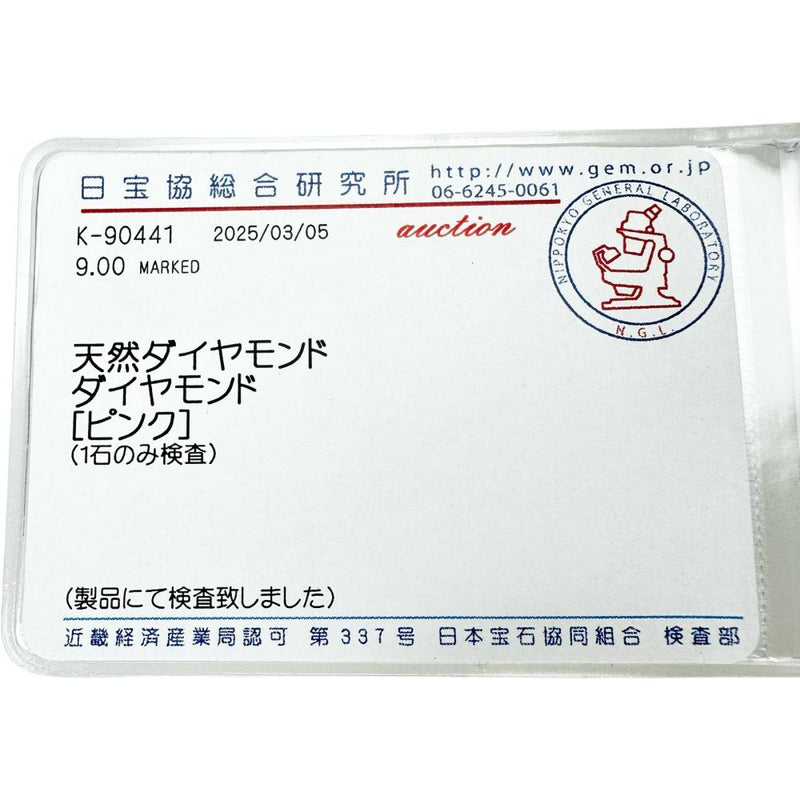 日宝協総合研究所 http://www.gem.or.jp
06-6245-0061
K-90441 2025/03/05 auction
9.00 MARKED
NIPPOKYO GENERAL LABORATORY
N.G.L.
天然ダイヤモンド
ダイヤモンド
[ピンク]
(1石のみ検査)
(製品にて検査致しました)
近畿経済産業局認可 第337号 日本宝石協同組合 検査部